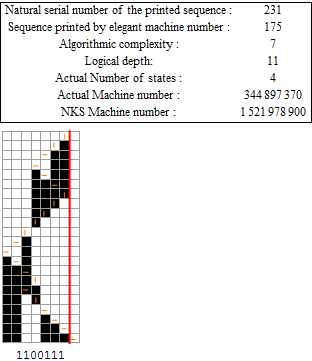 Natural serial number of the printed sequence : 231
Sequence printed by elegant machine number : 175
Algorithmic complexity : 7
Logical depth: 11
Actual Number of states : 4
Actual Machine number : 344 897 370
NKS Machine number : 1 521 978 900
1100111